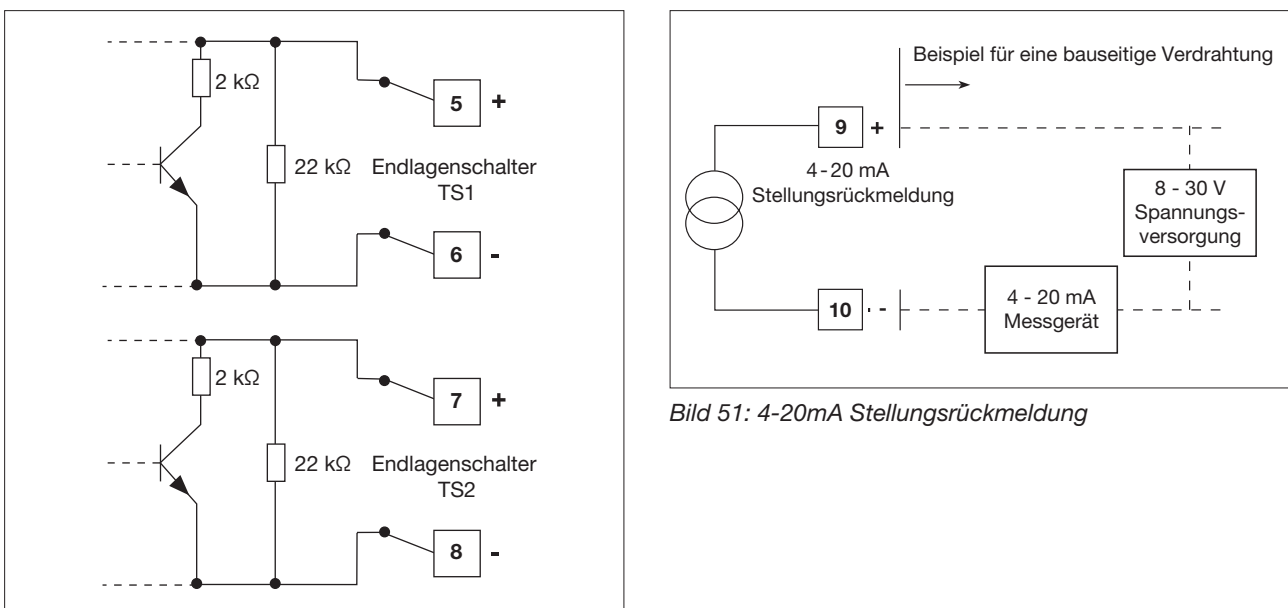 2 kΩ
5 +
22 kΩ
Endlagenschalter
TS1
6 -
2 kΩ
7 +
22 kΩ
Endlagenschalter
TS2
8 -
Beispiel für eine bauseitige Verdrahtung
9 +
4-20 mA
Stellungsrückmeldung
8 - 30 V
Spannungs-
versorgung
10 -
4 - 20 mA
Messgerät
Bild 51: 4-20mA Stellungsrückmeldung